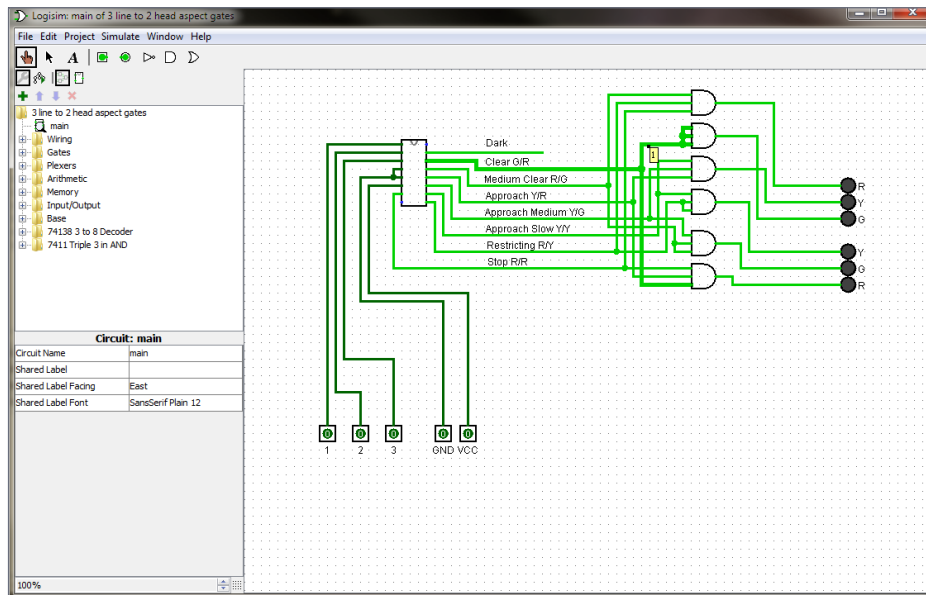 Logisim: main of 3 line to 2 head aspect gates
File Edit Project Simulate Window Help
A
3 line to 2 head aspect gates
main
Wiring
Gates
Plexers
Arithmetic
Memory
Input/Output
Base
74138 3 to 8 Decoder
7411 Triple 3 in AND
Circuit: main
Circuit Name main
Shared Label
Shared Label Facing East
Shared Label Font SansSerif Plain 12
100%
Dark
Clear G/R
Medium Clear R/G
Approach Y/R
Approach Medium Y/G
Approach Slow Y/Y
Restricting R/Y
Stop R/R
1
R
Y
G
Y
G
R
0 0 0 0 0
1 2 3 GND VCC